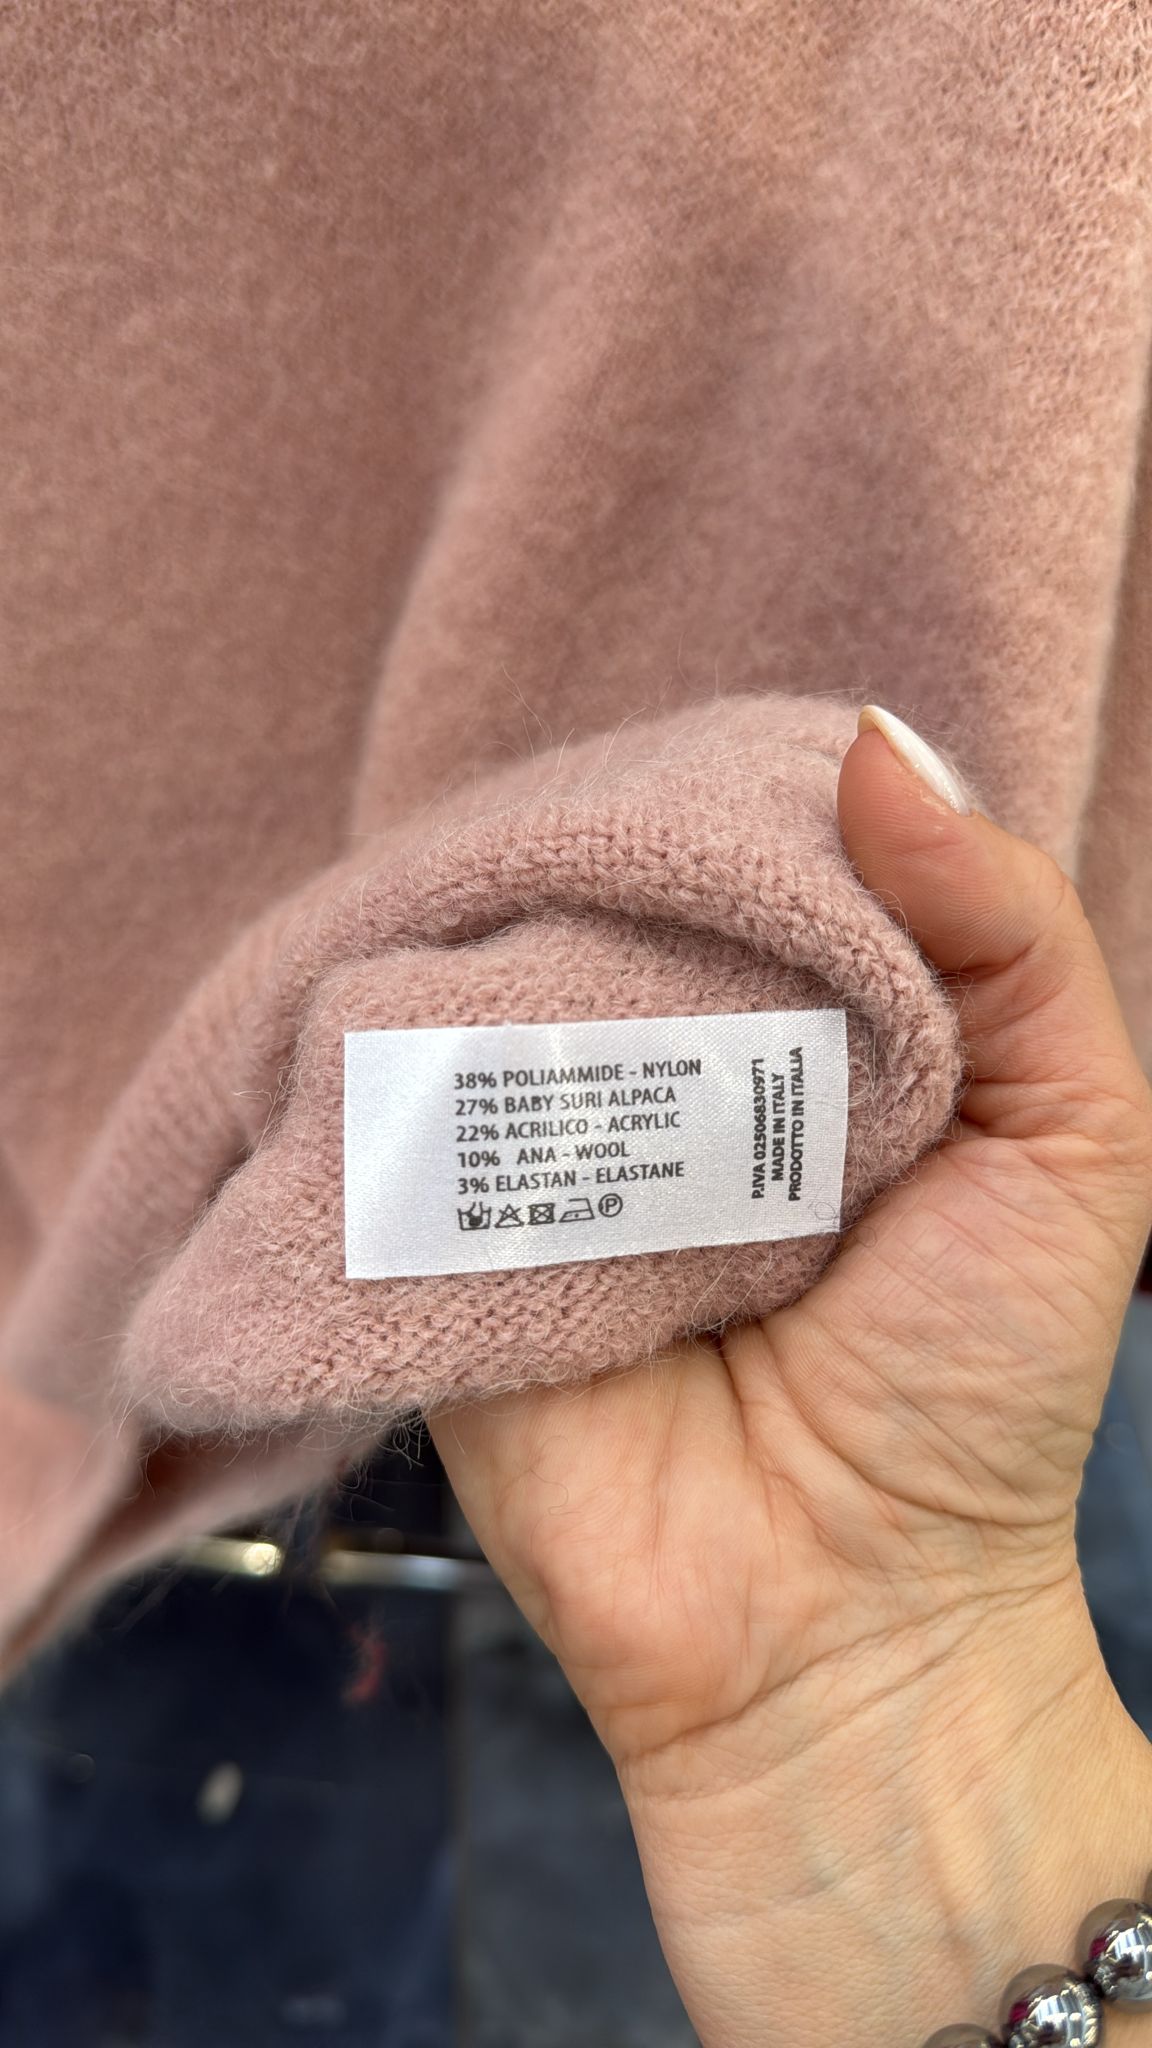 38% POLIAMMIDE - NYLON
27% BABY SURI ALPACA
22% ACRILICO - ACRYLIC
10% ANA - WOOL
3% ELASTAN - ELASTANE
P
P.IVA 02506830971
MADE IN ITALY
PRODOTTO IN ITALIA